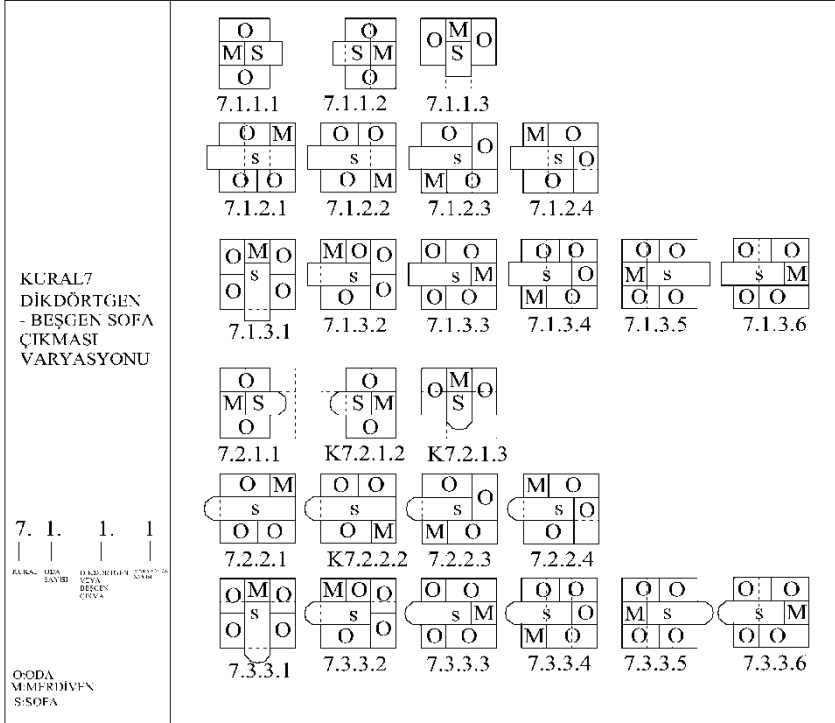 O
M S
O
7.1.1.1
O
S M
O
7.1.1.2
O M O
S
7.1.1.3
O M
s
O O
7.1.2.1
O O
s
O M
7.1.2.2
O
s O
M O
7.1.2.3
M O
s O
O
7.1.2.4
O M O
s
O O
7.1.3.1
M O O
s
O O
7.1.3.2
O O
s M
O O
7.1.3.3
O O
s O
M O
7.1.3.4
O O
M s
O O
7.1.3.5
O O
s M
O O
7.1.3.6
KURAL7
DİKDÖRTGEN
- BEŞGEN SOFA
ÇIKMASI
VARYASYONU
O
M S
O
7.2.1.1
O
S M
O
K7.2.1.2
O M O
S
K7.2.1.3
O M
s
O O
7.2.2.1
O O
s
O M
K7.2.2.2
O
s O
M O
7.2.2.3
M O
s O
O
7.2.2.4
7. 1. 1. 1
KURAL
ODA
SAYISI
DİKDÖRTGEN
VEYA
BEŞGEN
ÇIKMA
O M O
s
O O
7.3.3.1
M O O
s
O O
7.3.3.2
O O
s M
O O
7.3.3.3
O O
s O
M O
7.3.3.4
O O
M s
O O
7.3.3.5
O O
s M
O O
7.3.3.6
O:ODA
M:MERDİVEN
S:SOFA